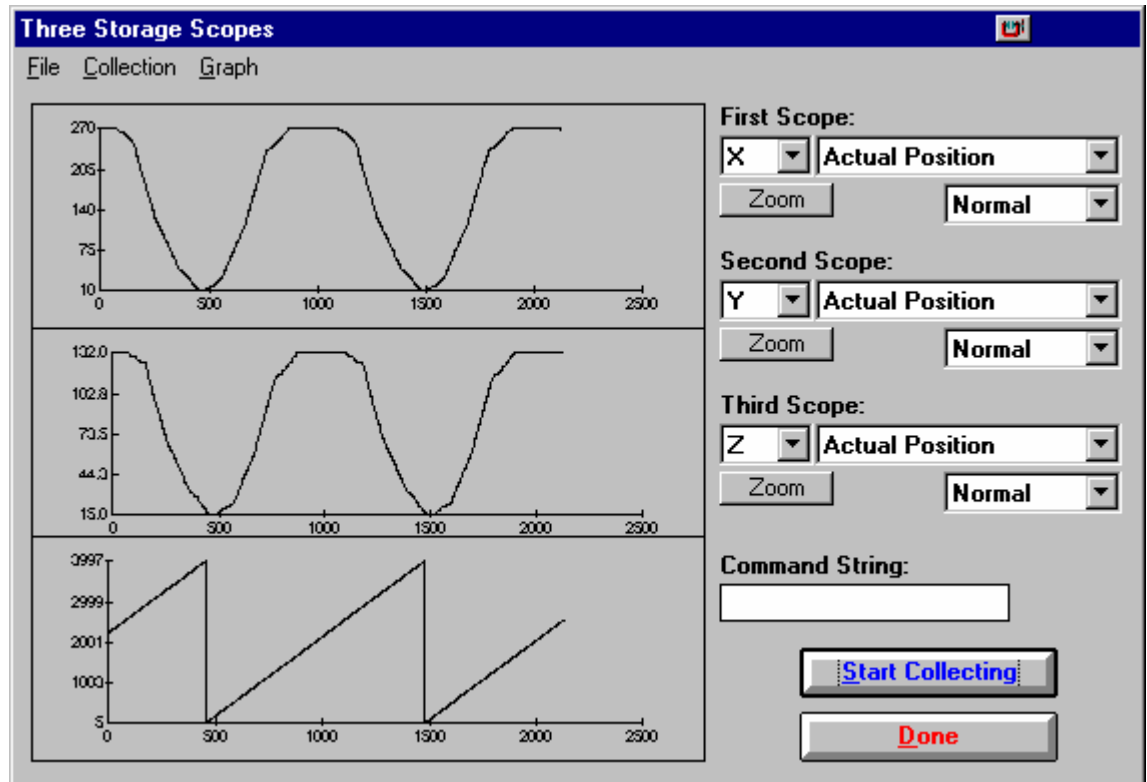 Three Storage Scopes
File Collection Graph
270
205
140
75
10
0 500 1000 1500 2000 2500
132.0
102.8
73.5
44.3
15.0
0 500 1000 1500 2000 2500
3997
2999
2001
1003
5
0 500 1000 1500 2000 2500
First Scope:
X Actual Position
Zoom Normal
Second Scope:
Y Actual Position
Zoom Normal
Third Scope:
Z Actual Position
Zoom Normal
Command String:
Start Collecting
Done